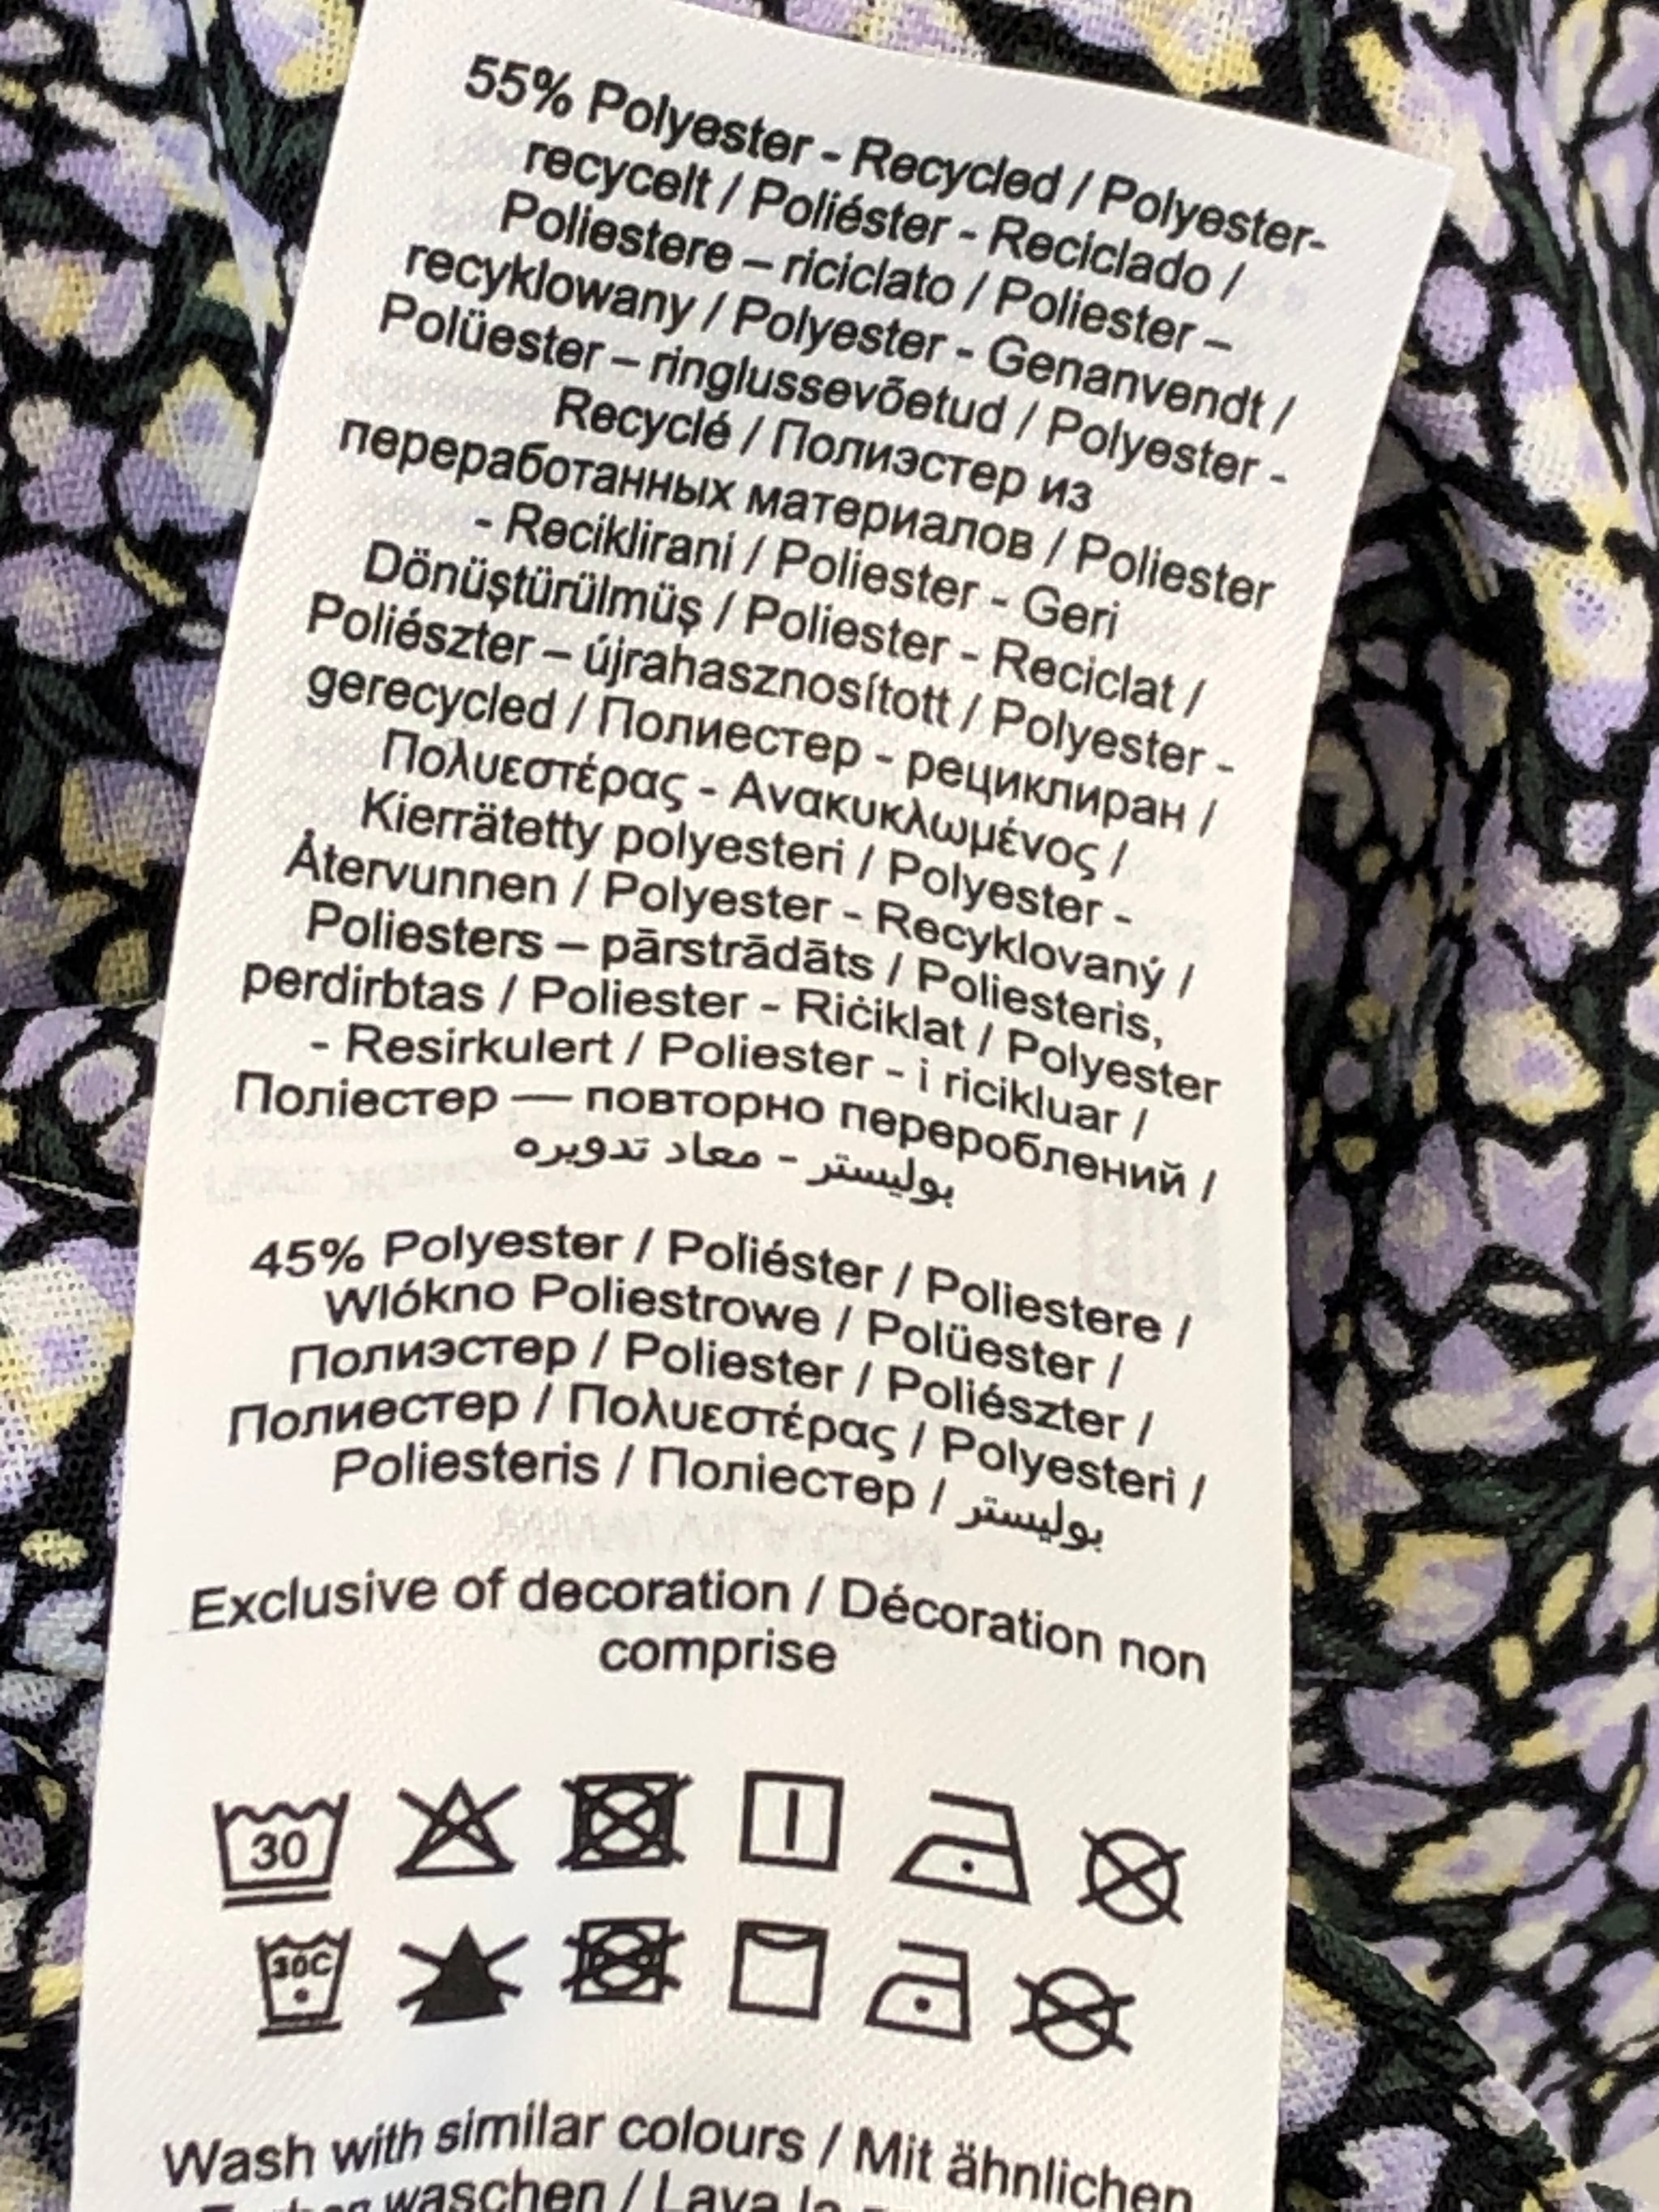 55% Polyester - Recycled / Polyester-
recycelt / Poliéster - Reciclado /
Poliestere – riciclato / Poliester –
recyklowany / Polyester - Genanvendt /
Polüester – ringlussevõetud / Polyester -
Recyclé / Полиэстер из
переработанных материалов / Poliester
- Reciklirani / Poliester - Geri
Dönüştürülmüş / Poliester - Reciclat /
Poliészter – újrahasznosított / Polyester -
gerecycled / Полиестер - рециклиран /
Πολυεστέρας - Ανακυκλωμένος /
Kierrätetty polyesteri / Polyester -
Återvunnen / Polyester - Recyklovaný /
Poliesters – pārstrādāts / Poliesteris,
perdirbtas / Poliester - Riċiklat / Polyester
- Resirkulert / Poliester - i ricikluar /
Поліестер — повторно перероблений /
بوليستر - معاد تدويره
45% Polyester / Poliéster / Poliestere /
Wlókno Poliestrowe / Polüester /
Полиэстер / Poliester / Poliészter /
Полиестер / Πολυεστέρας / Polyesteri /
Poliesteris / Поліестер / بوليستر
Exclusive of decoration / Décoration non
comprise
30
30C
Wash with similar colours / Mit ähnlichen
waschen / Lava